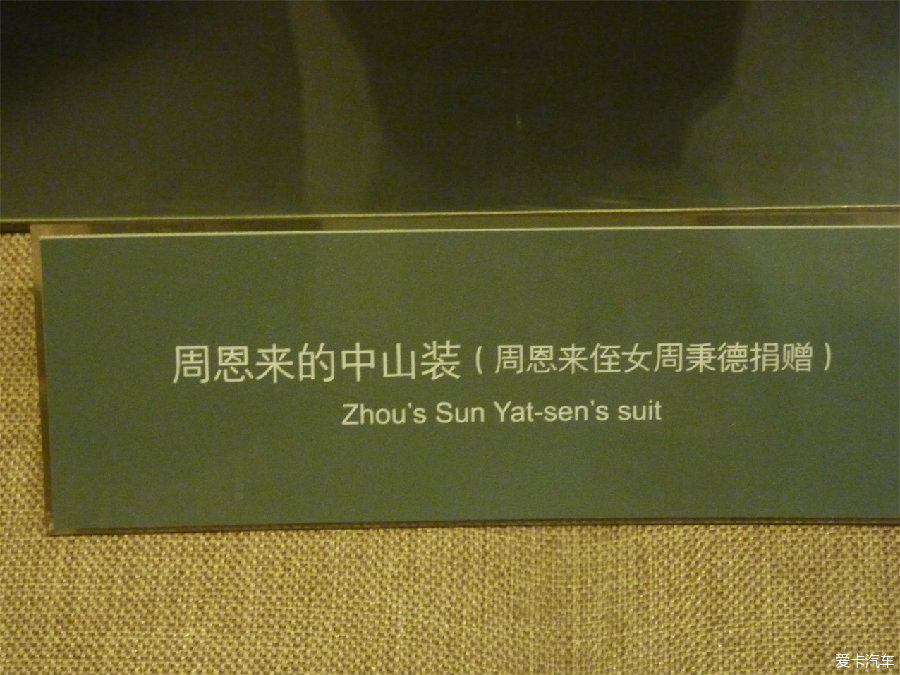 周恩来的中山装（周恩来侄女周秉德捐赠）
Zhou's Sun Yat-sen's suit
爱卡汽车